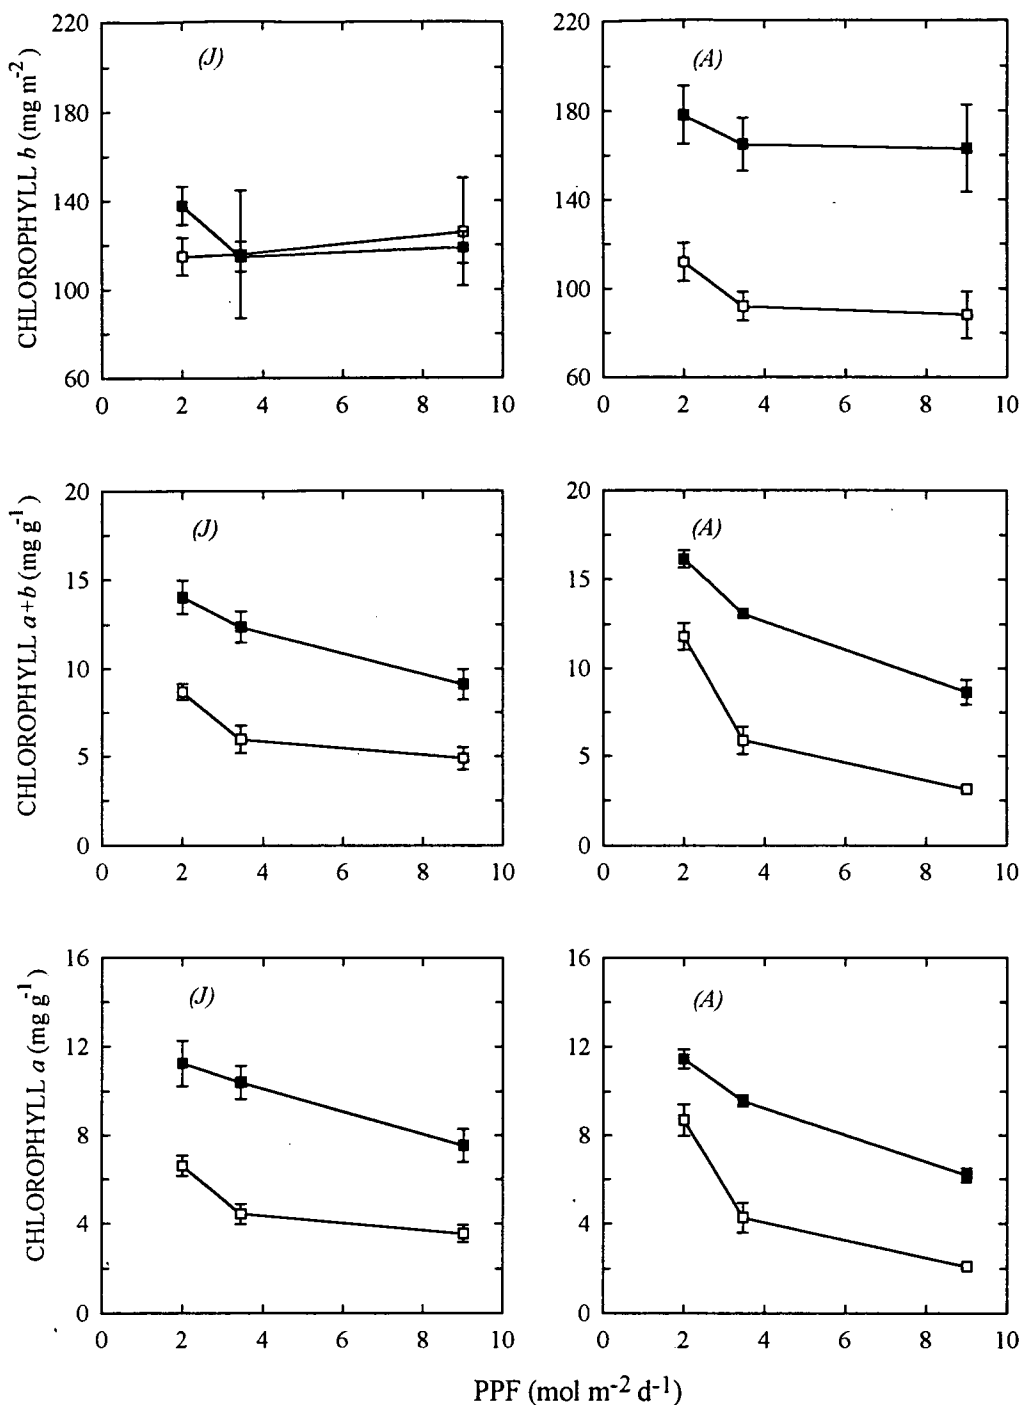 CHLOROPHYLL b (mg m-2)
220
180
140
100
60
(J)
0 2 4 6 8 10
220
180
140
100
60
(A)
0 2 4 6 8 10
CHLOROPHYLL a+b (mg g-1)
20
15
10
5
0
(J)
0 2 4 6 8 10
20
15
10
5
0
(A)
0 2 4 6 8 10
CHLOROPHYLL a (mg g-1)
16
12
8
4
0
(J)
0 2 4 6 8 10
16
12
8
4
0
(A)
0 2 4 6 8 10
PPF (mol m-2 d-1)